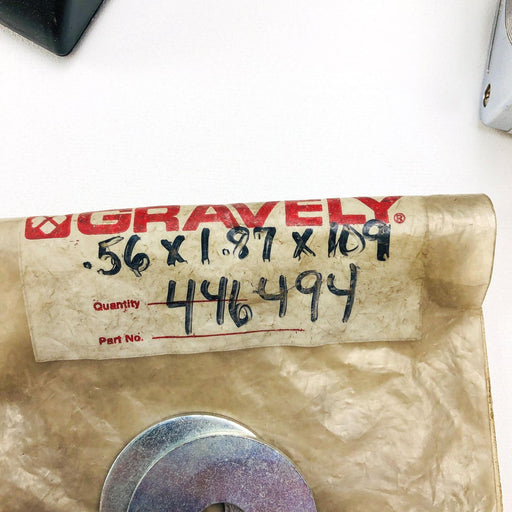 GRAVELY®
.56 x 1.87 x 109
Quantity 446494
Part No.